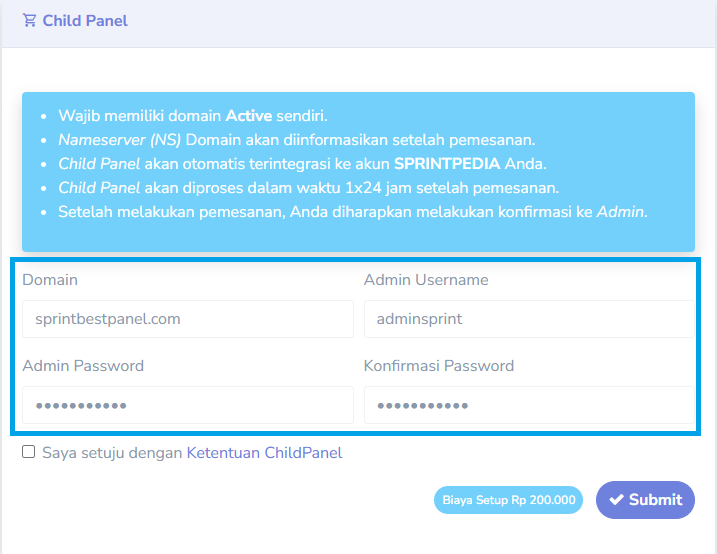 Child Panel
Wajib memiliki domain Active sendiri.
Nameserver (NS) Domain akan diinformasikan setelah pemesanan.
Child Panel akan otomatis terintegrasi ke akun SPRINTPEDIA Anda.
Child Panel akan diproses dalam waktu 1x24 jam setelah pemesanan.
Setelah melakukan pemesanan, Anda diharapkan melakukan konfirmasi ke Admin.
Domain
Admin Username
sprintbestpanel.com
adminsprint
Admin Password
Konfirmasi Password
•••••••••••
•••••••••••
Saya setuju dengan Ketentuan ChildPanel
Biaya Setup Rp 200.000
Submit